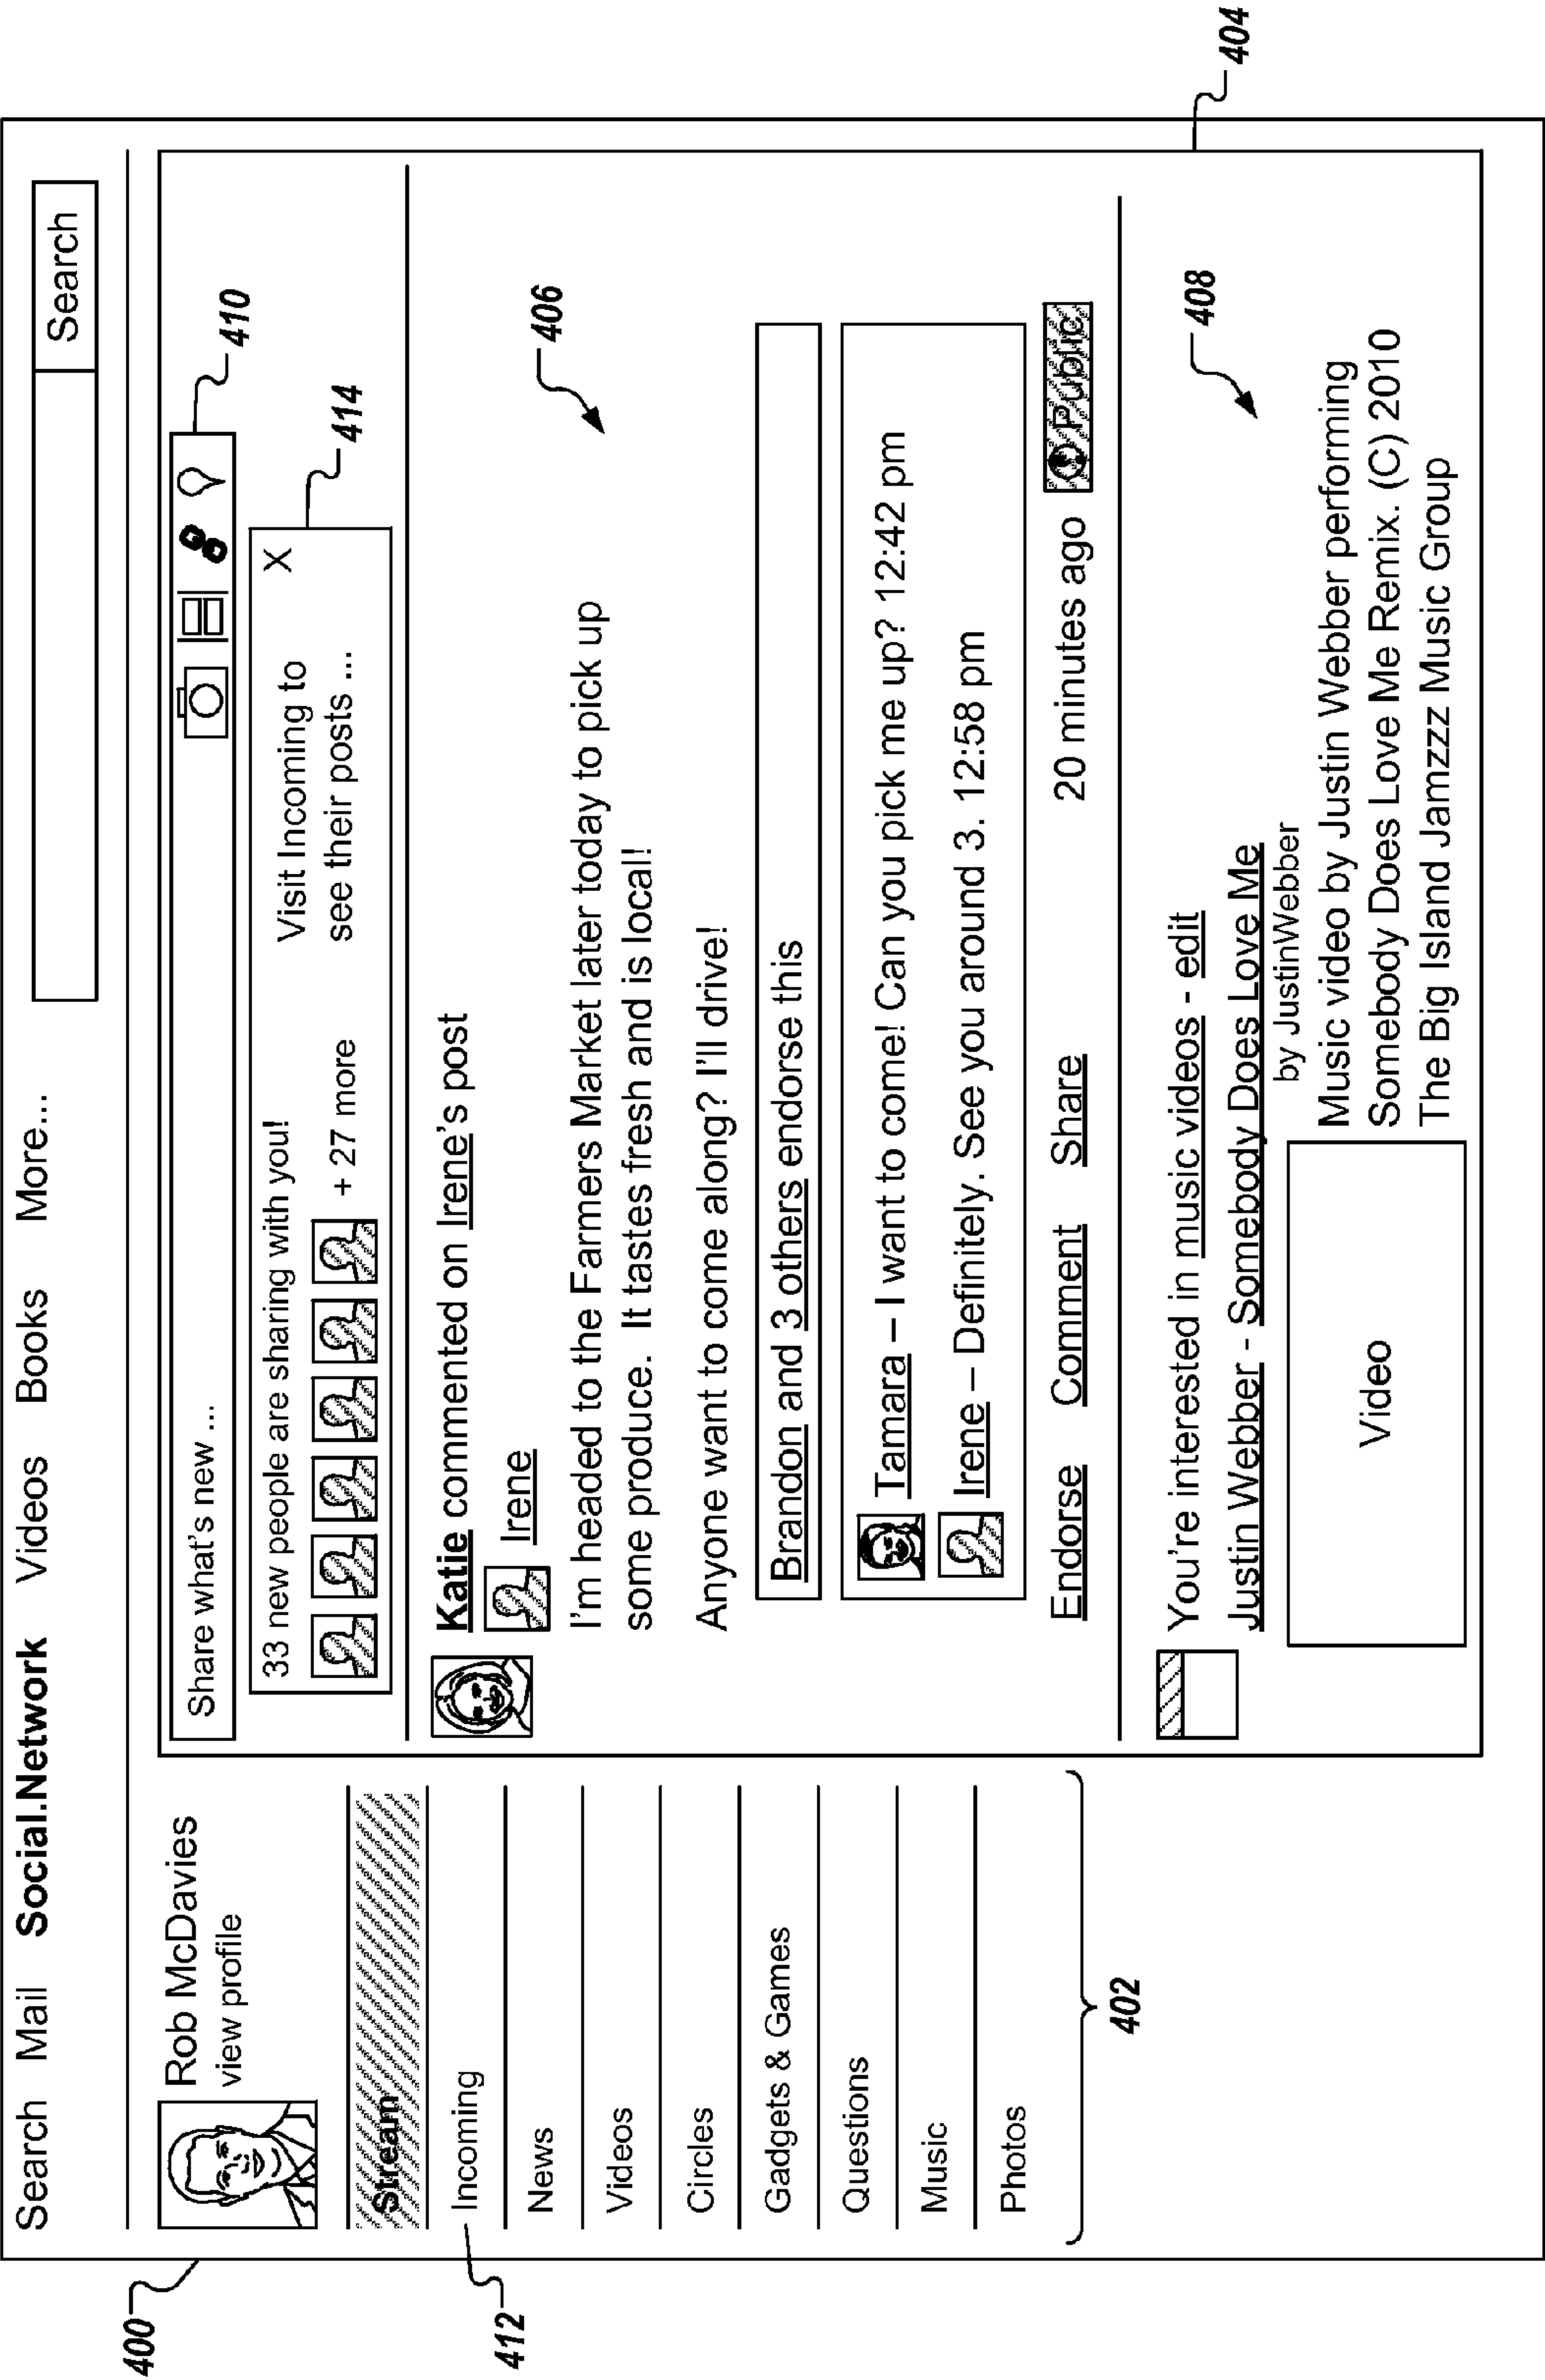 Search Mail Social.Network Videos Books More...
Search
400
Rob McDavies
view profile
Stream
Incoming
412
News
Videos
Circles
Gadgets & Games
Questions
Music
Photos
402
Share what's new ...
410
33 new people are sharing with you!
X
+ 27 more
Visit Incoming to
see their posts ...
414
Katie commented on Irene's post
Irene
406
I'm headed to the Farmers Market later today to pick up
some produce. It tastes fresh and is local!
Anyone want to come along? I'll drive!
Brandon and 3 others endorse this
Tamara – I want to come! Can you pick me up? 12:42 pm
Irene – Definitely. See you around 3. 12:58 pm
Endorse Comment Share 20 minutes ago Public
404
You're interested in music videos - edit
408
Justin Webber - Somebody Does Love Me
by JustinWebber
Video
Music video by Justin Webber performing
Somebody Does Love Me Remix. (C) 2010
The Big Island Jamzzz Music Group